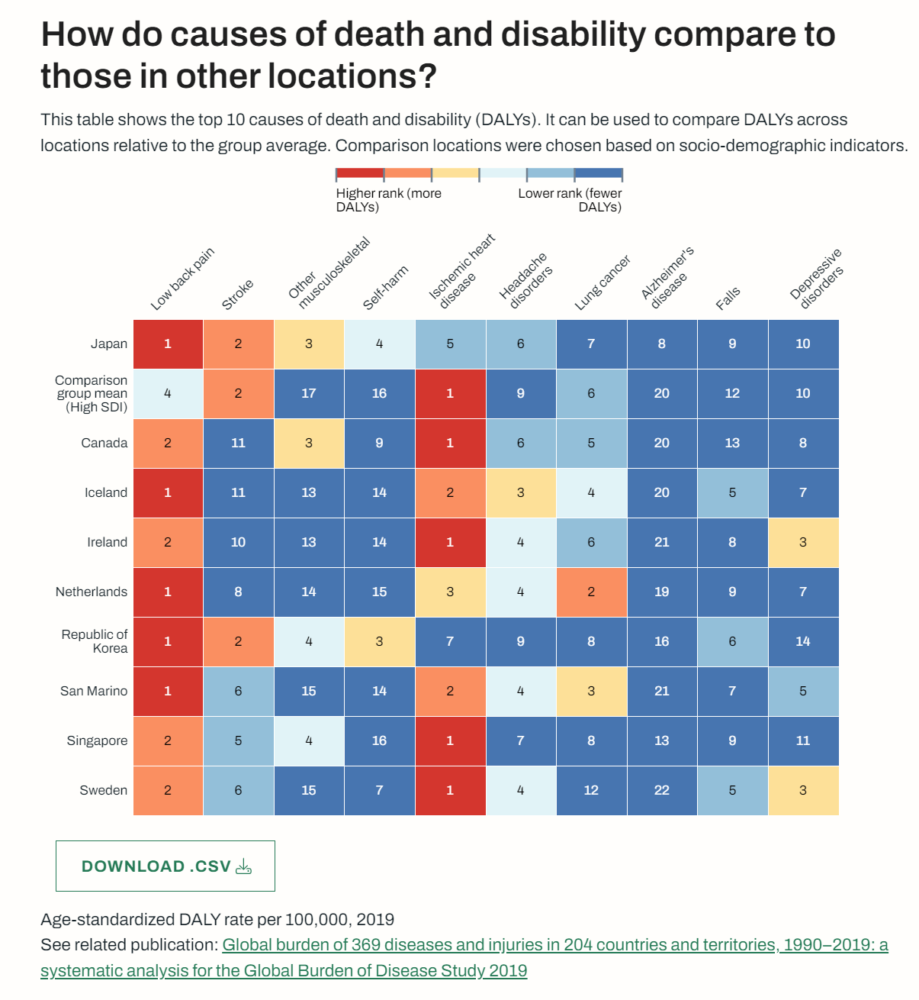 How do causes of death and disability compare to
those in other locations?
This table shows the top 10 causes of death and disability (DALYs). It can be used to compare DALYs across
locations relative to the group average. Comparison locations were chosen based on socio-demographic indicators.
Higher rank (more
DALYs)
Lower rank (fewer
DALYs)
Low back pain
Stroke
Other
musculoskeletal
Self-harm
Ischemic heart
disease
Headache
disorders
Lung cancer
Alzheimer's
disease
Falls
Depressive
disorders
Japan 1 2 3 4 5 6 7 8 9 10
Comparison
group mean
(High SDI) 4 2 17 16 1 9 6 20 12 10
Canada 2 11 3 9 1 6 5 20 13 8
Iceland 1 11 13 14 2 3 4 20 5 7
Ireland 2 10 13 14 1 4 6 21 8 3
Netherlands 1 8 14 15 3 4 2 19 9 7
Republic of
Korea 1 2 4 3 7 9 8 16 6 14
San Marino 1 6 15 14 2 4 3 21 7 5
Singapore 2 5 4 16 1 7 8 13 9 11
Sweden 2 6 15 7 1 4 12 22 5 3
DOWNLOAD .CSV
Age-standardized DALY rate per 100,000, 2019
See related publication: Global burden of 369 diseases and injuries in 204 countries and territories, 1990–2019: a
systematic analysis for the Global Burden of Disease Study 2019